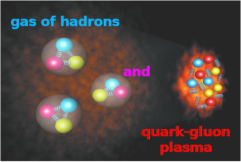 gas of hadrons
and
quark-gluon
plasma